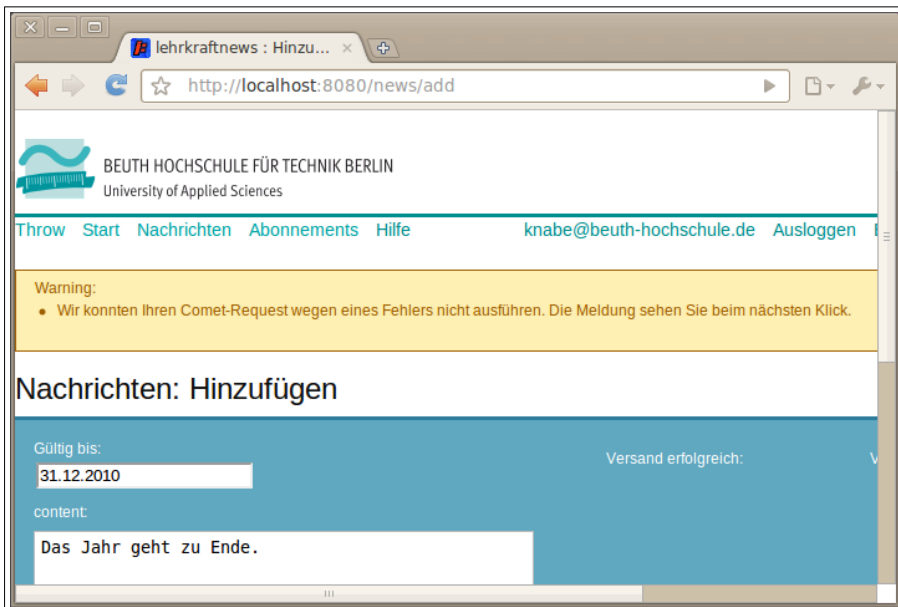 lehrkraftnews : Hinzu...
http://localhost:8080/news/add
BEUTH HOCHSCHULE FÜR TECHNIK BERLIN
University of Applied Sciences
Throw Start Nachrichten Abonnements Hilfe knabe@beuth-hochschule.de Ausloggen
Warning:
• Wir konnten Ihren Comet-Request wegen eines Fehlers nicht ausführen. Die Meldung sehen Sie beim nächsten Klick.
Nachrichten: Hinzufügen
Gültig bis:
Versand erfolgreich:
31.12.2010
content:
Das Jahr geht zu Ende.